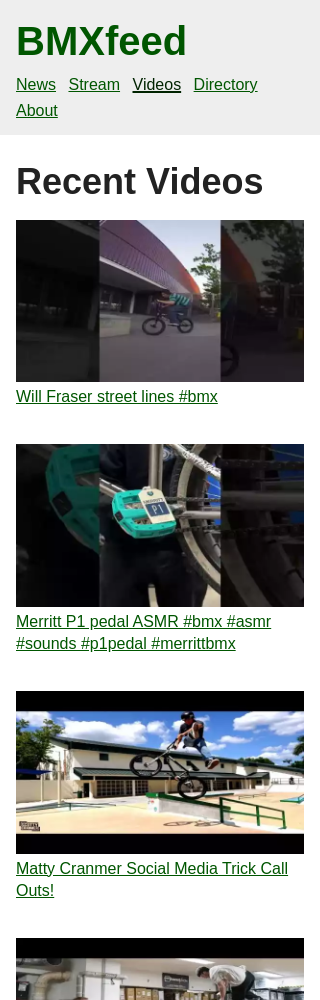 BMXfeed
News Stream Videos Directory
About
Recent Videos
Will Fraser street lines #bmx
P1
Merritt P1 pedal ASMR #bmx #asmr
#sounds #p1pedal #merrittbmx
Matty Cranmer Social Media Trick Call
Outs!